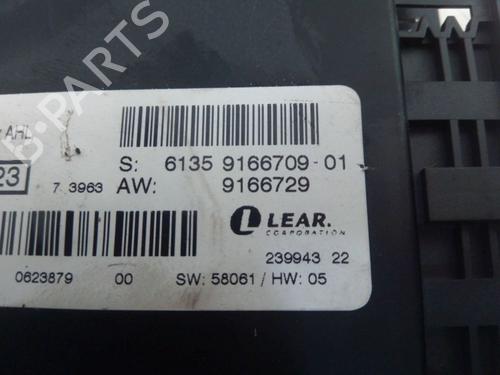 AHL
S: 6135 9166709-01
23
7 3963
AW: 9166729
LEAR.
CORPORATION
239943 22
0623879 00 SW: 58061 / HW: 05